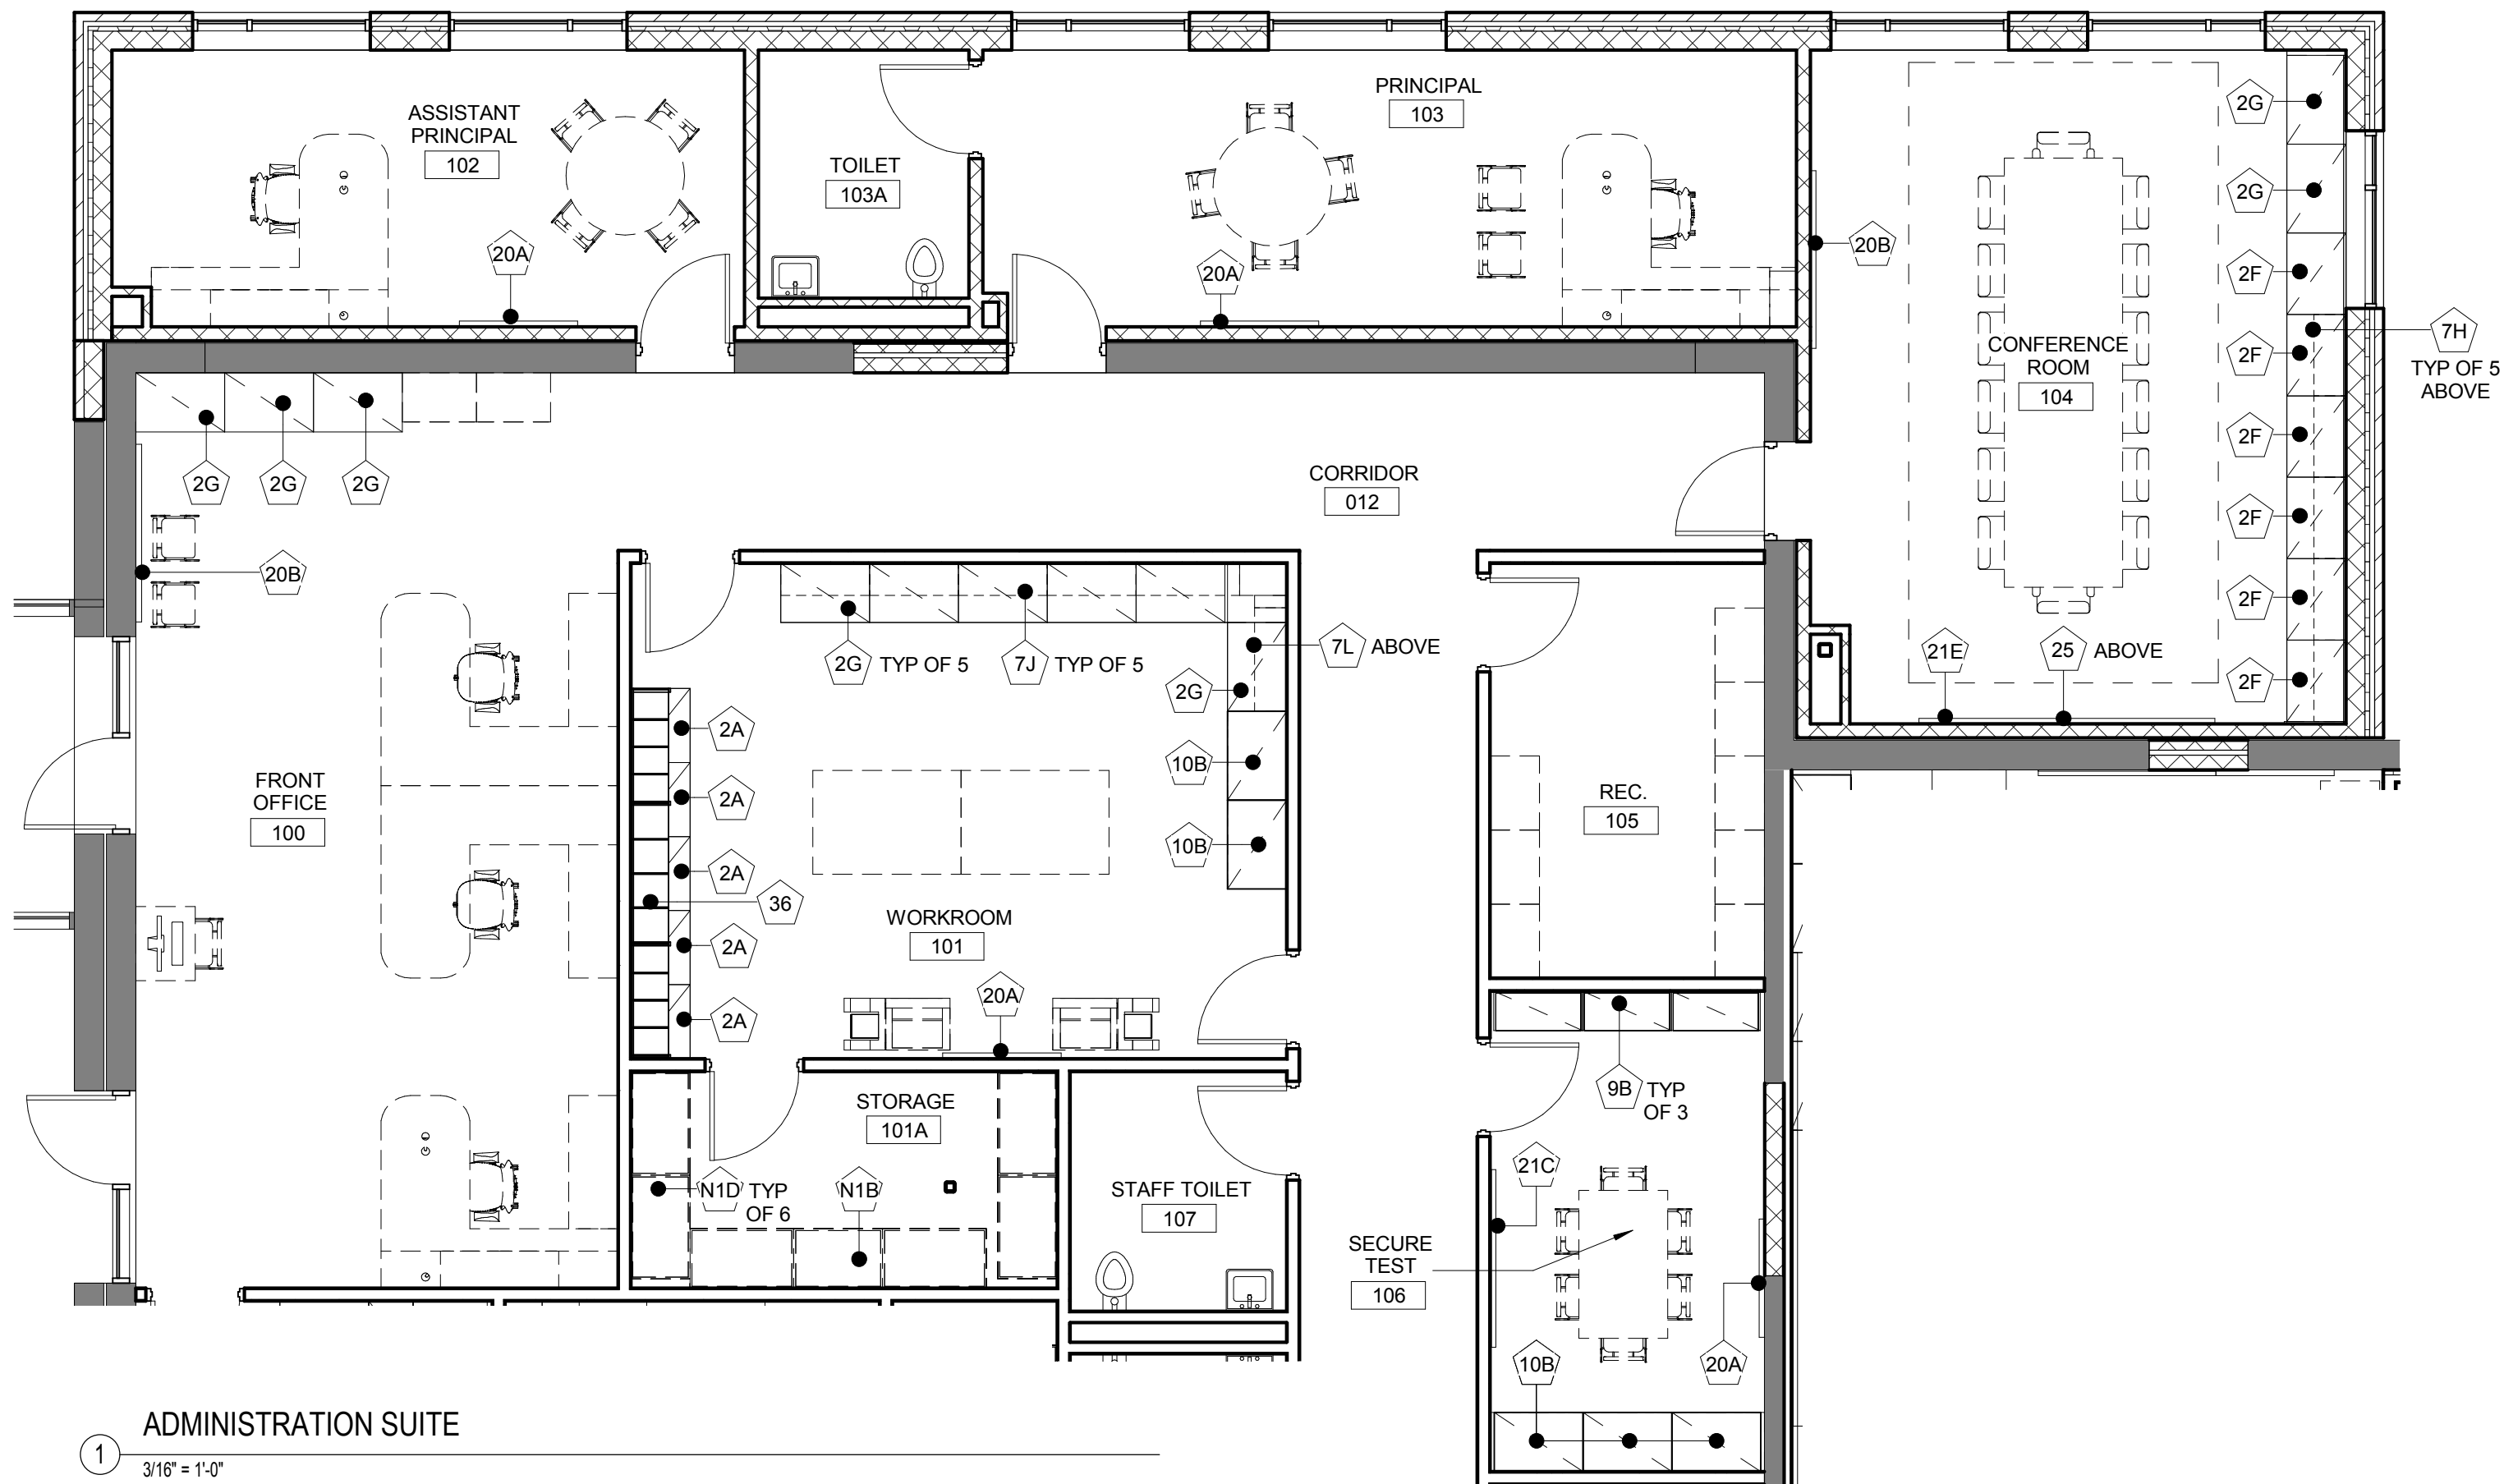 ASSISTANT
PRINCIPAL
102
20A
TOILET
103A
PRINCIPAL
103
20A
20B
2G
2G
2F
2F
2F
2F
2F
2F
7H
TYP OF 5
ABOVE
CONFERENCE
ROOM
104
21E
25 ABOVE
2G
2G
2G
20B
CORRIDOR
012
2G TYP OF 5
7J TYP OF 5
7L ABOVE
2G
10B
10B
2A
2A
2A
2A
2A
36
FRONT
OFFICE
100
WORKROOM
101
20A
REC.
105
9B TYP
OF 3
STORAGE
101A
N1D TYP
OF 6
N1B
STAFF TOILET
107
21C
SECURE
TEST
106
10B
20A
1
ADMINISTRATION SUITE
3/16" = 1'-0"